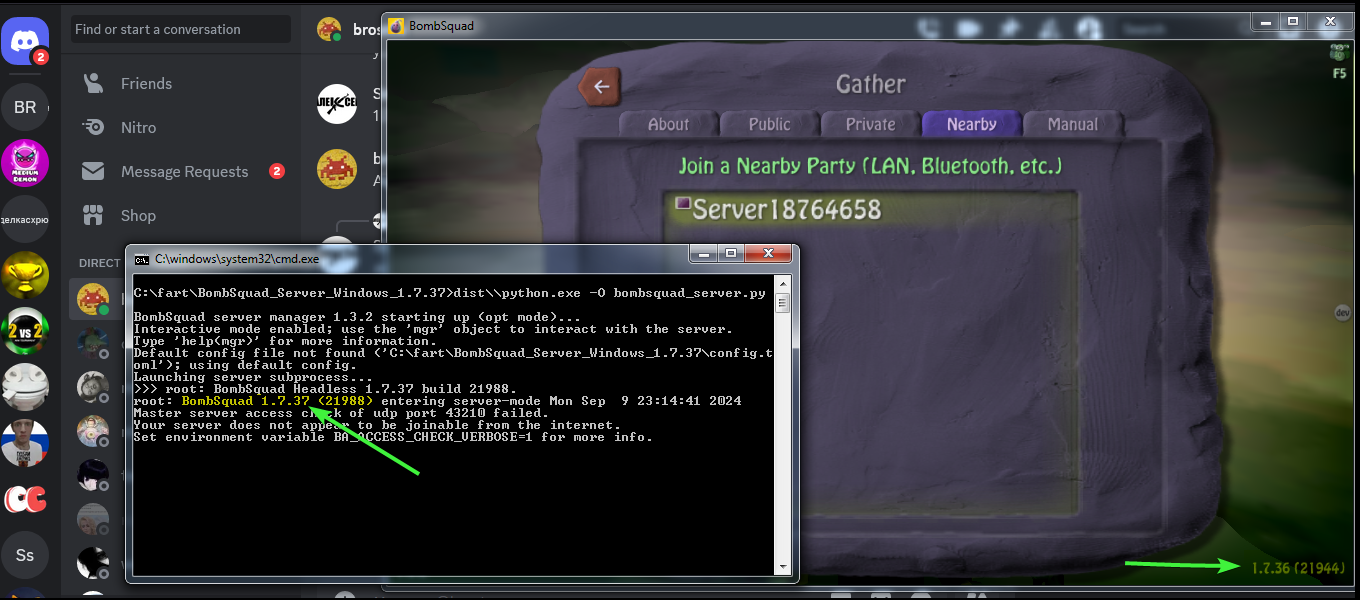 Find or start a conversation
2
BR
MEDIUM
DEMON
делкасхрю
2 VS 2
CC
Ss
Friends
Nitro
Message Requests 2
Shop
DIRECT
bros
BombSquad
F5
dev
Gather
About
Public
Private
Nearby
Manual
Join a Nearby Party (LAN, Bluetooth, etc.)
Server18764658
1.7.36 (21944)
C:\windows\system32\cmd.exe
C:\fart\BombSquad_Server_Windows_1.7.37>dist\\python.exe -O bombsquad_server.py
BombSquad server manager 1.3.2 starting up (opt mode)...
Interactive mode enabled; use the 'mgr' object to interact with the server.
Type 'help(mgr)' for more information.
Default config file not found ('C:\fart\BombSquad_Server_Windows_1.7.37\config.t
oml'); using default config.
Launching server subprocess...
>>> root: BombSquad Headless 1.7.37 build 21988.
root: BombSquad 1.7.37 (21988) entering server-mode Mon Sep  9 23:14:41 2024
Master server access check of udp port 43210 failed.
Your server does not appear to be joinable from the internet.
Set environment variable BA_ACCESS_CHECK_VERBOSE=1 for more info.